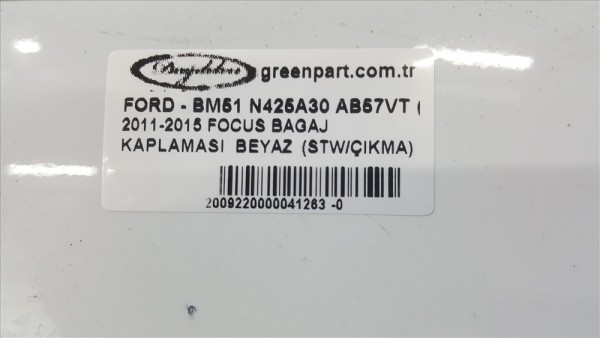 greenpart.com.tr
FORD - BM51 N425A30 AB57VT (
2011-2015 FOCUS BAGAJ
KAPLAMASI BEYAZ (STW/ÇIKMA)
2009220000041263 -0